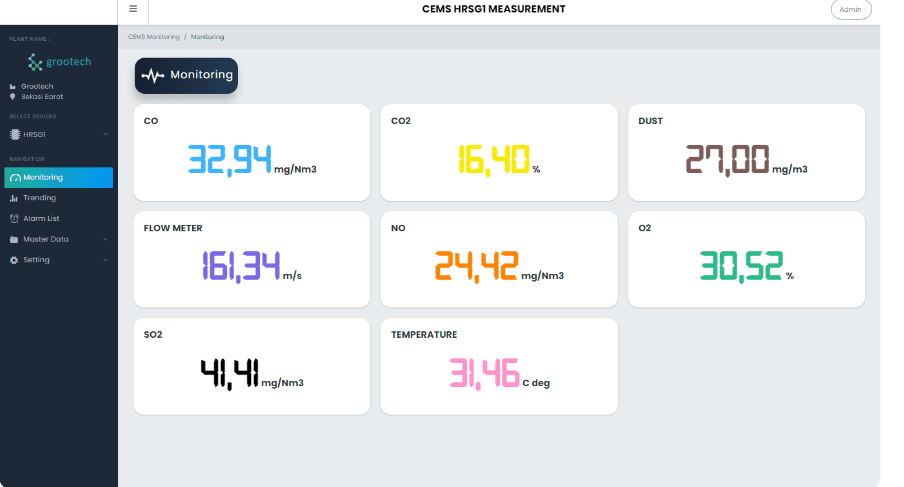 CEMS HRSG1 MEASUREMENT
Admin
PLANT NAME :
grootech
Grootech
Bekasi Barat
SELECT DEVICES
HRSG1
NAVIGATION
Monitoring
Trending
Alarm List
Master Data
Setting
CEMS Monitoring / Monitoring
Monitoring
CO
32,94 mg/Nm3
CO2
16,40 %
DUST
27,00 mg/m3
FLOW METER
161,34 m/s
NO
24,42 mg/Nm3
O2
30,52 %
SO2
41,41 mg/Nm3
TEMPERATURE
31,46 C deg